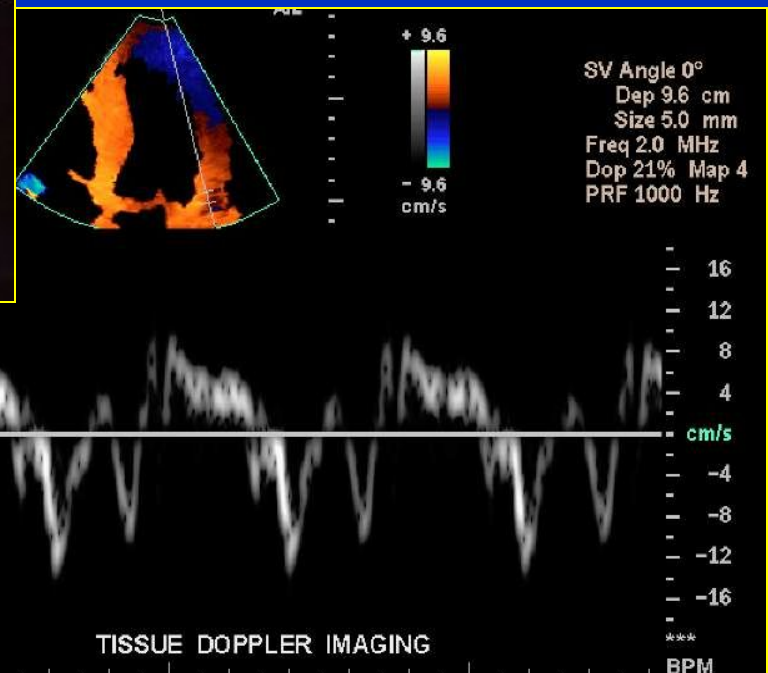 + 9.6
- 9.6
cm/s
SV Angle 0°
Dep 9.6 cm
Size 5.0 mm
Freq 2.0 MHz
Dop 21% Map 4
PRF 1000 Hz
16
12
8
4
cm/s
-4
-8
-12
-16
TISSUE DOPPLER IMAGING
***
BPM